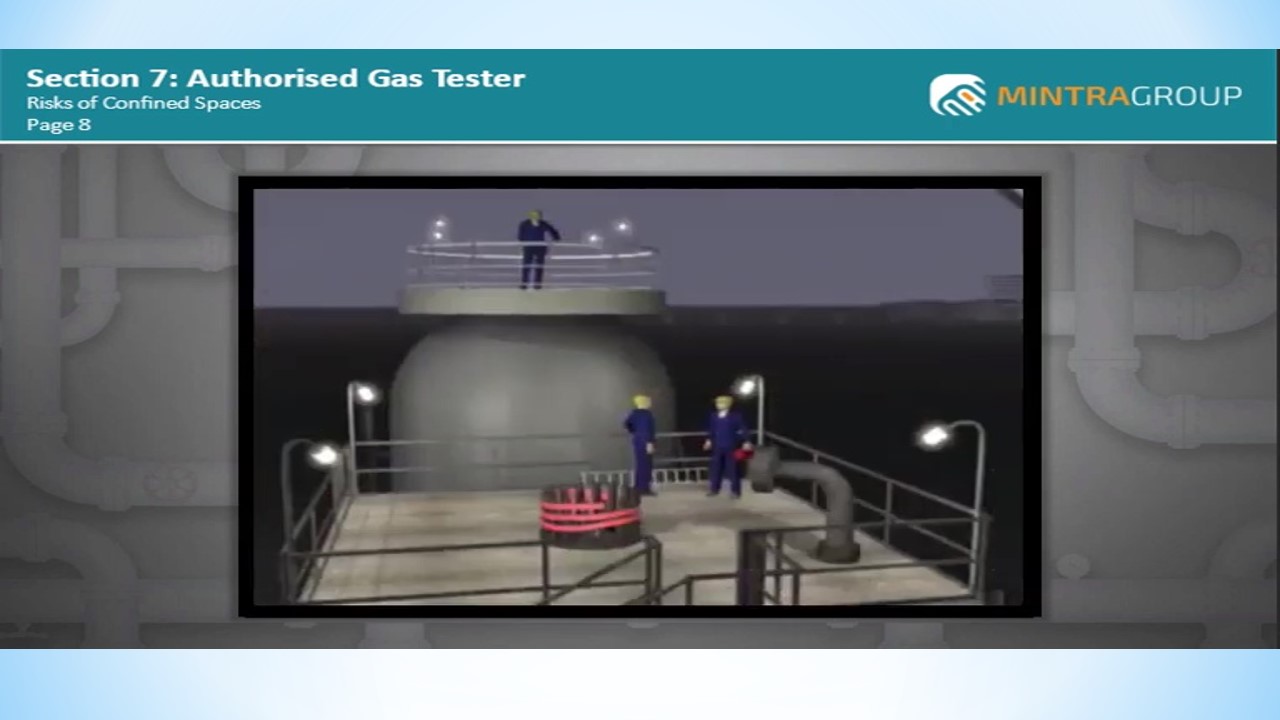 Section 7: Authorised Gas Tester
Risks of Confined Spaces
Page 8
MINTRAGROUP